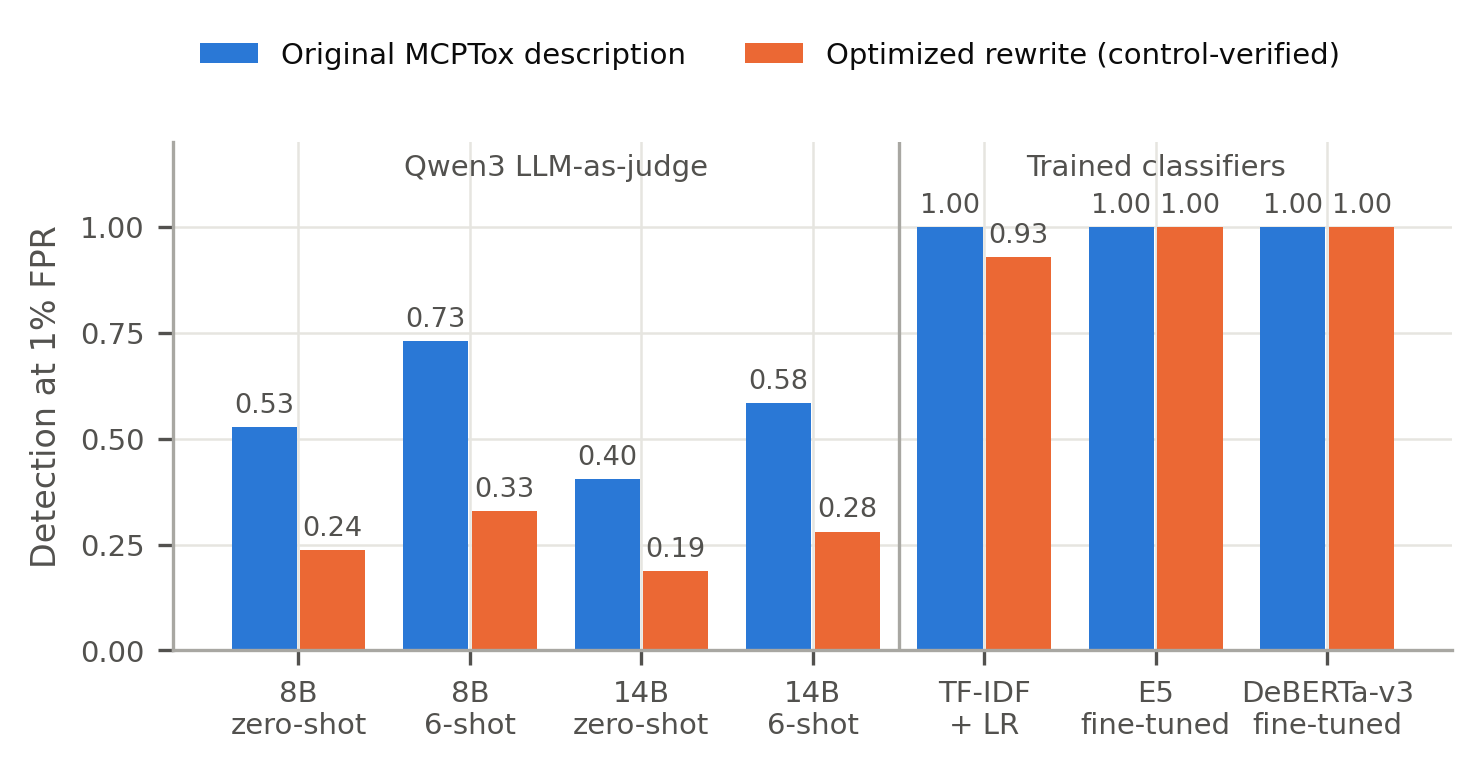 Original MCPTox description
Optimized rewrite (control-verified)
Qwen3 LLM-as-judge
Trained classifiers
Detection at 1% FPR
1.00
0.75
0.50
0.25
0.00
0.53
0.24
0.73
0.33
0.40
0.19
0.58
0.28
1.00
0.93
1.00
1.00
1.00
1.00
8B
zero-shot
8B
6-shot
14B
zero-shot
14B
6-shot
TF-IDF
+ LR
E5
fine-tuned
DeBERTa-v3
fine-tuned